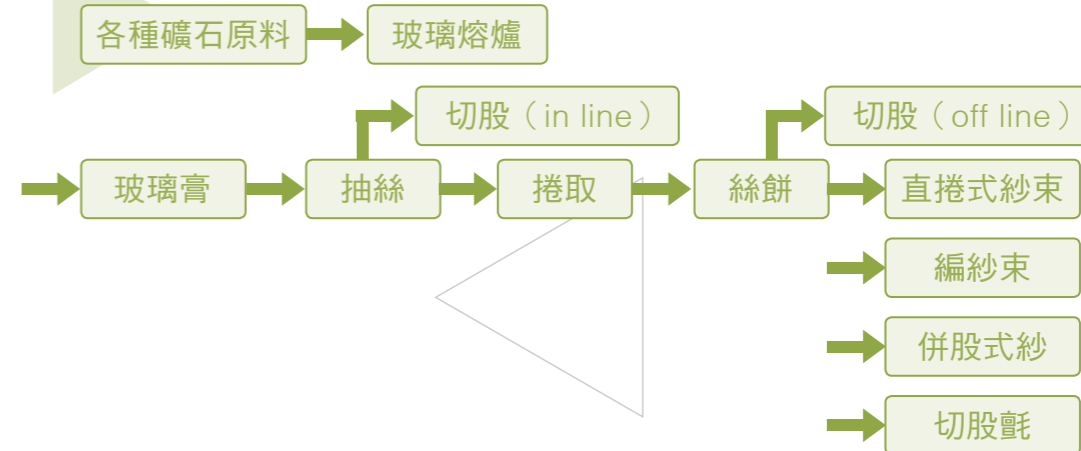 各種礦石原料
玻璃熔爐
切股（in line）
切股（off line）
玻璃膏
抽絲
捲取
絲餅
直捲式紗束
編紗束
併股式紗
切股氈